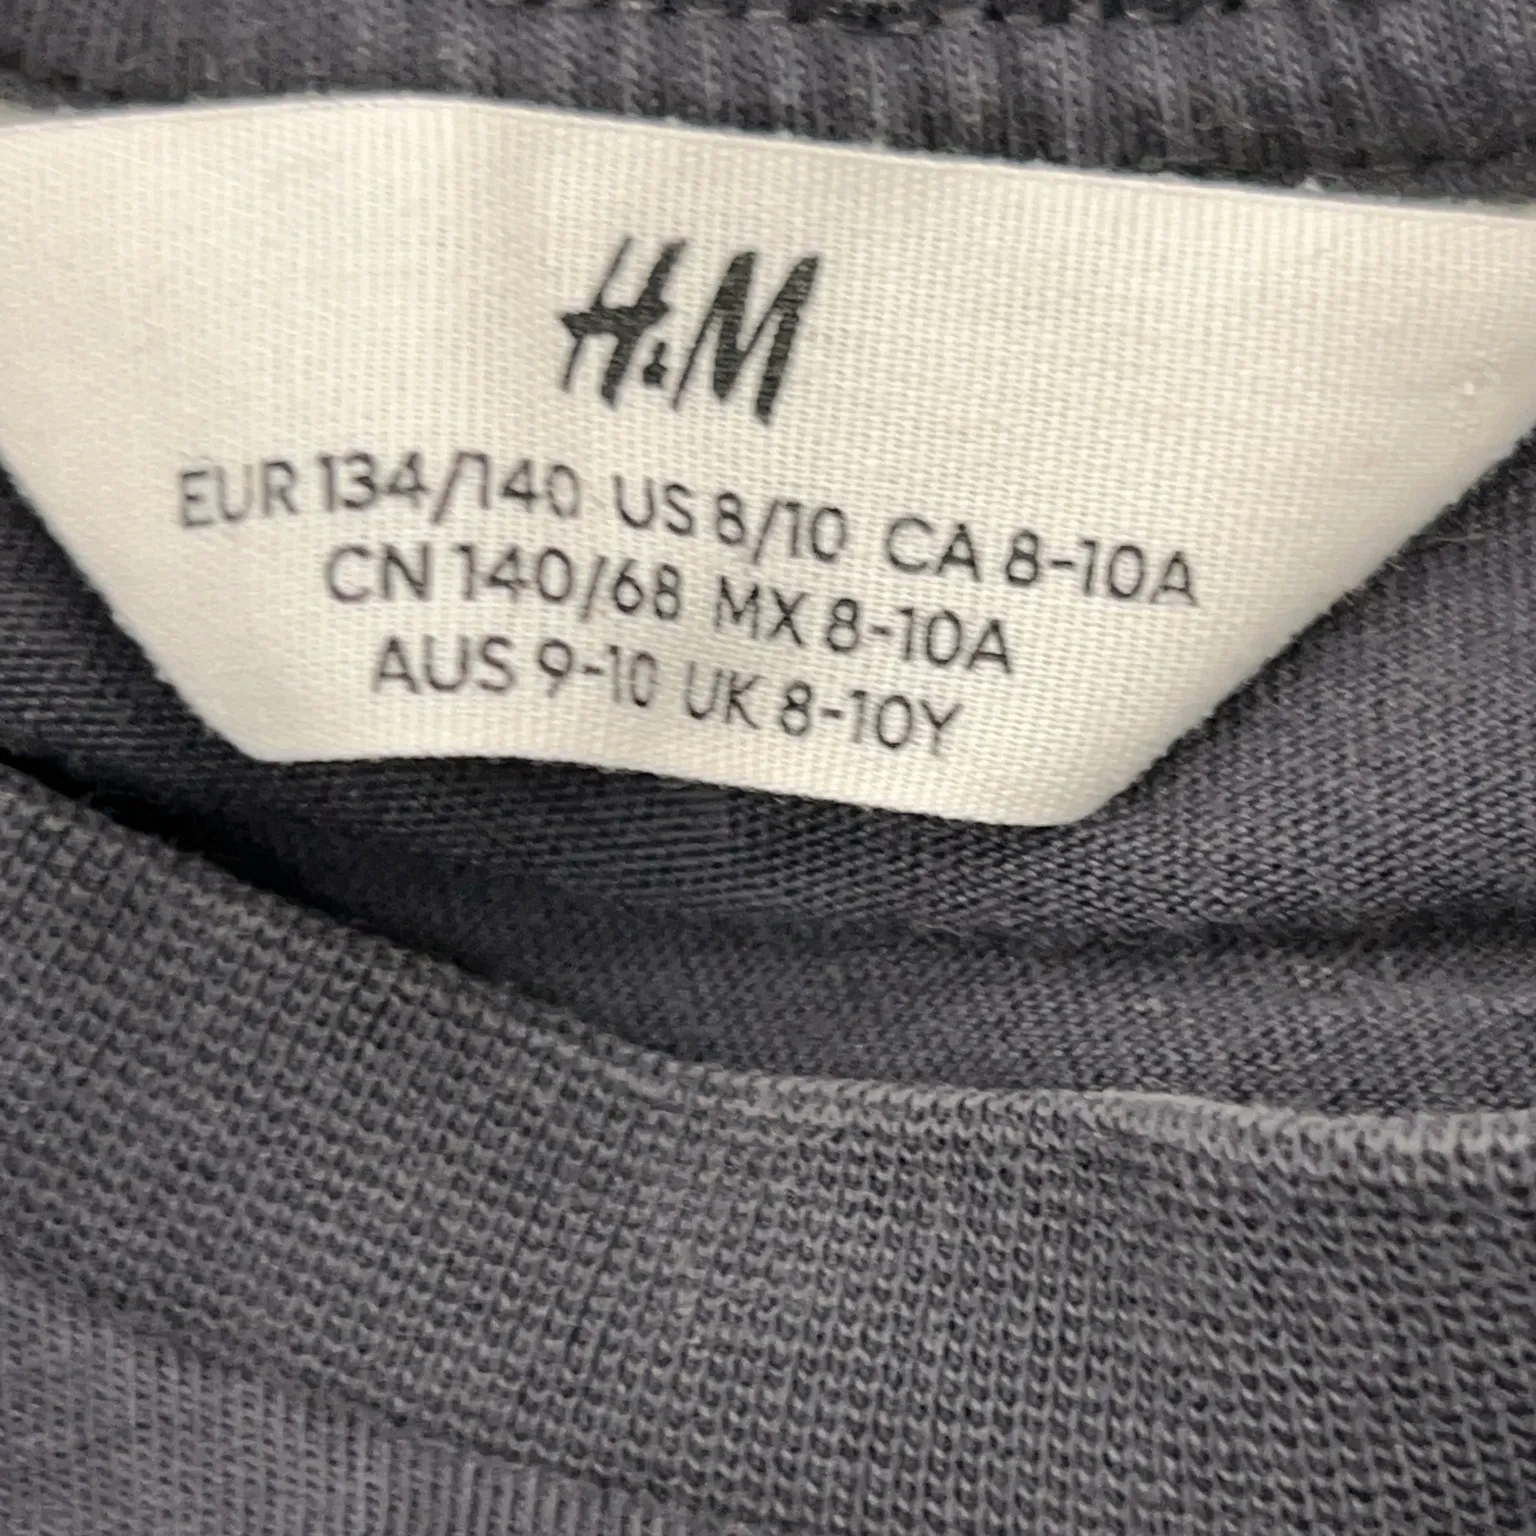 H&M
EUR 134/140 US 8/10 CA 8-10A
CN 140/68 MX 8-10A
AUS 9-10 UK 8-10Y